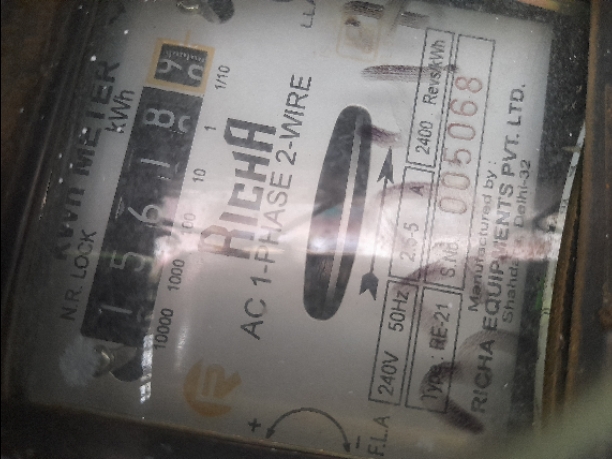 kWh METER
kWh
N.R. LOCK
1 5 6 1 8
10000 1000 100 10 1 1/10
RICHA
AC 1-PHASE 2-WIRE
F.L.A 240V 50Hz 2.5-5 A 2400 Revs/kWh
Type : RE-21 S.No. 005068
Manufactured by :
RICHA EQUIPMENTS PVT. LTD.
Shahdara, Delhi-32